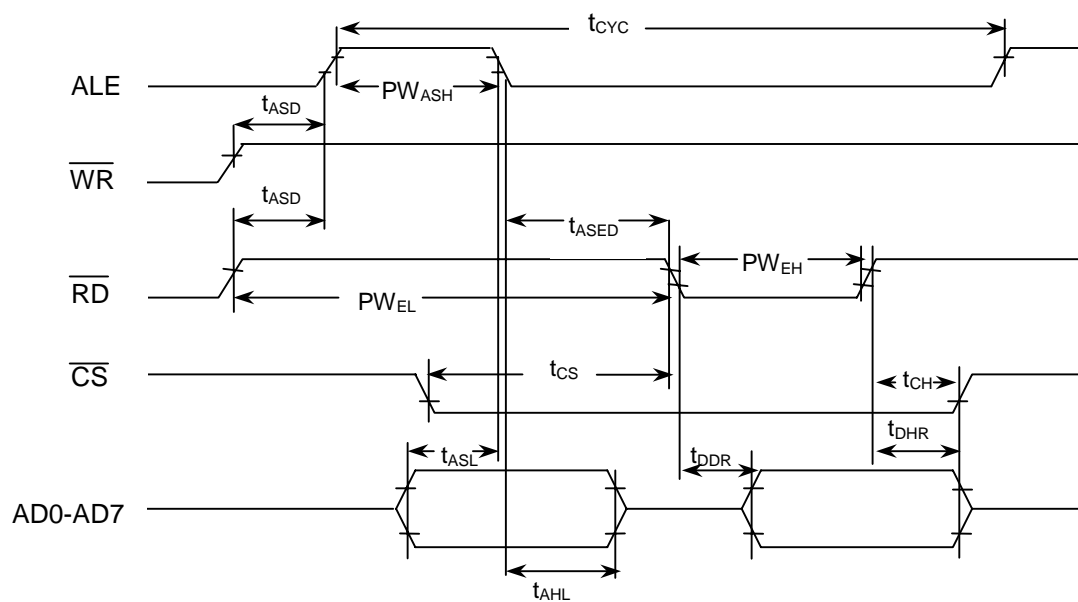 tCYC
ALE
PWASH
tASD
WR
tASD
tASED
RD
PWEH
PWEL
CS
tCS
tCH
tDHR
tASL
tDDR
AD0-AD7
tAHL